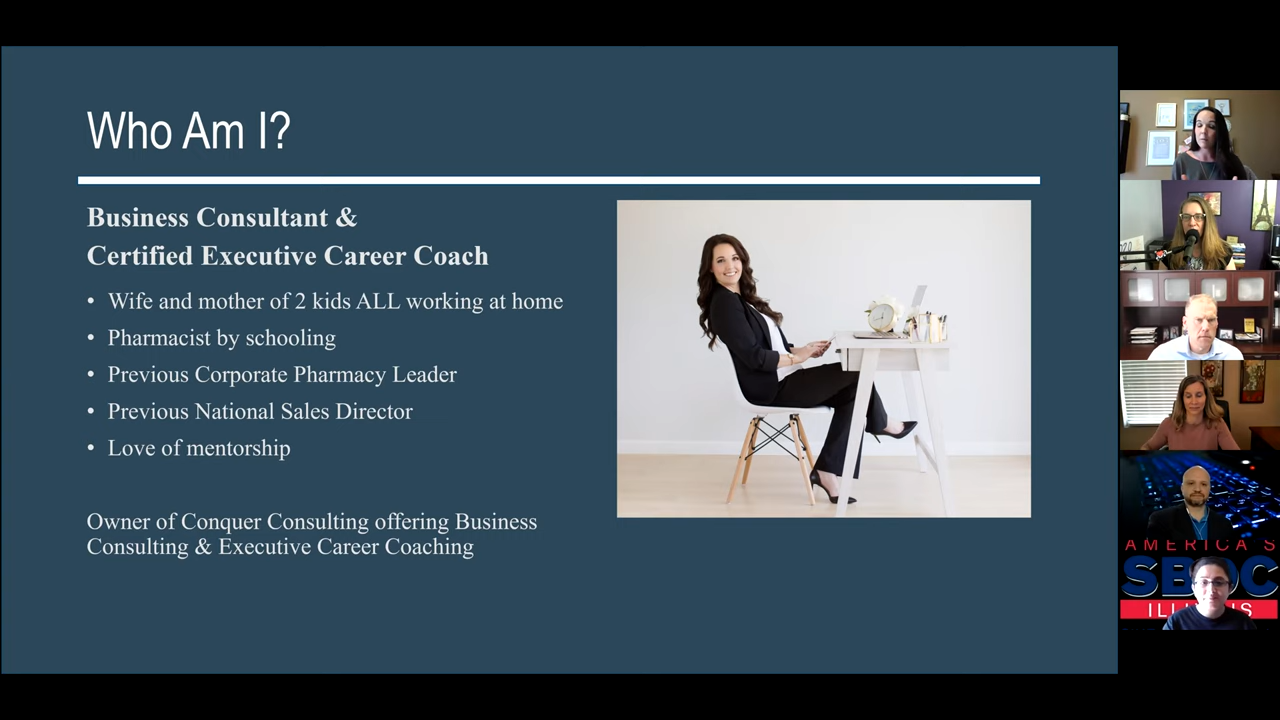 Who Am I?
Business Consultant &
Certified Executive Career Coach
• Wife and mother of 2 kids ALL working at home
• Pharmacist by schooling
• Previous Corporate Pharmacy Leader
• Previous National Sales Director
• Love of mentorship
Owner of Conquer Consulting offering Business
Consulting & Executive Career Coaching
AMERICA'S